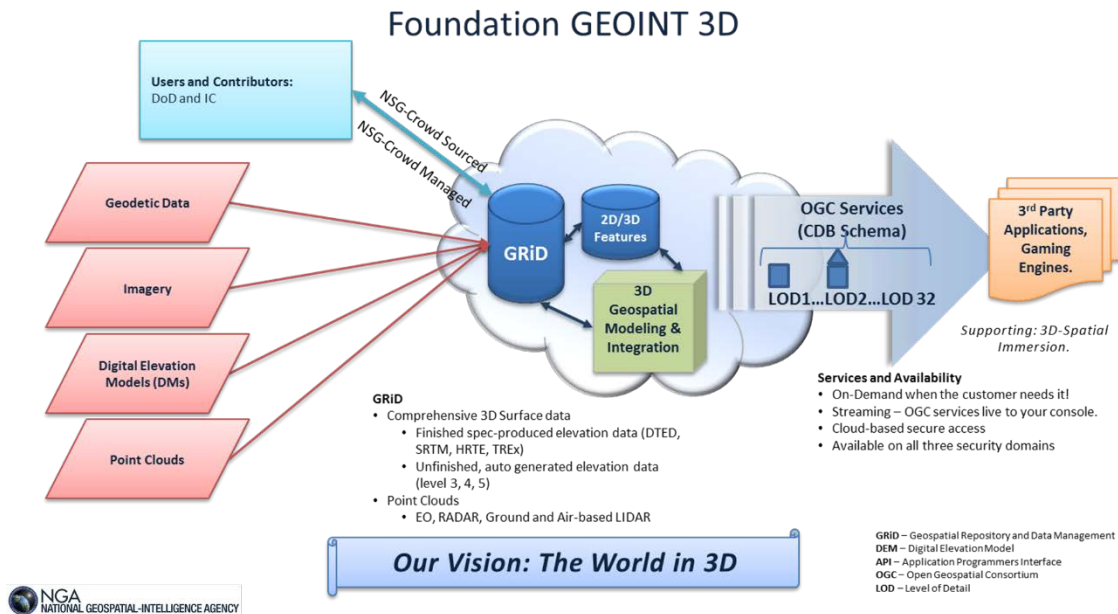 Foundation GEOINT 3D
Users and Contributors:
DoD and IC
NSG-Crowd Sourced
NSG-Crowd Managed
Geodetic Data
Imagery
Digital Elevation
Models (DMs)
Point Clouds
GRiD
2D/3D
Features
3D
Geospatial
Modeling &
Integration
OGC Services
(CDB Schema)
LOD1...LOD2...LOD 32
3rd Party
Applications,
Gaming
Engines.
Supporting: 3D-Spatial
Immersion.
GRiD
• Comprehensive 3D Surface data
• Finished spec-produced elevation data (DTED,
SRTM, HRTE, TREx)
• Unfinished, auto generated elevation data
(level 3, 4, 5)
• Point Clouds
• EO, RADAR, Ground and Air-based LIDAR
Services and Availability
• On-Demand when the customer needs it!
• Streaming – OGC services live to your console.
• Cloud-based secure access
• Available on all three security domains
Our Vision: The World in 3D
GRiD – Geospatial Repository and Data Management
DEM – Digital Elevation Model
API – Application Programmers Interface
OGC – Open Geospatial Consortium
LOD – Level of Detail
NGA
NATIONAL GEOSPATIAL-INTELLIGENCE AGENCY